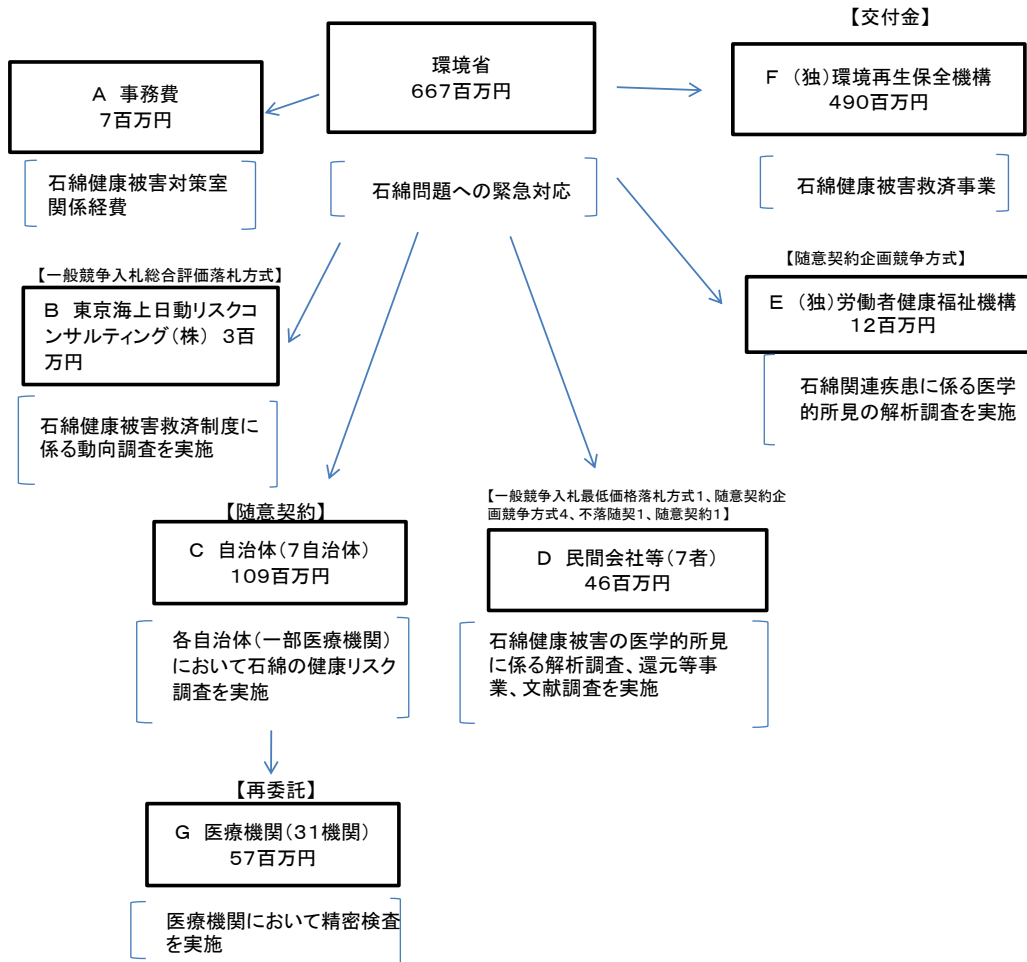 【交付金】
環境省
667百万円
A 事務費
7百万円
F (独)環境再生保全機構
490百万円
石綿健康被害対策室
関係経費
石綿問題への緊急対応
石綿健康被害救済事業
【一般競争入札総合評価落札方式】
B 東京海上日動リスクコ
ンサルティング(株) 3百
万円
【随意契約企画競争方式】
E (独)労働者健康福祉機構
12百万円
石綿健康被害救済制度に
係る動向調査を実施
石綿関連疾患に係る医学
的所見の解析調査を実施
【随意契約】
C 自治体(7自治体)
109百万円
【一般競争入札最低価格落札方式1、随意契約企
画競争方式4、不落随契1、随意契約1】
D 民間会社等(7者)
46百万円
各自治体(一部医療機関)
において石綿の健康リスク
調査を実施
石綿健康被害の医学的所見
に係る解析調査、還元等事
業、文献調査を実施
【再委託】
G 医療機関(31機関)
57百万円
医療機関において精密検査
を実施